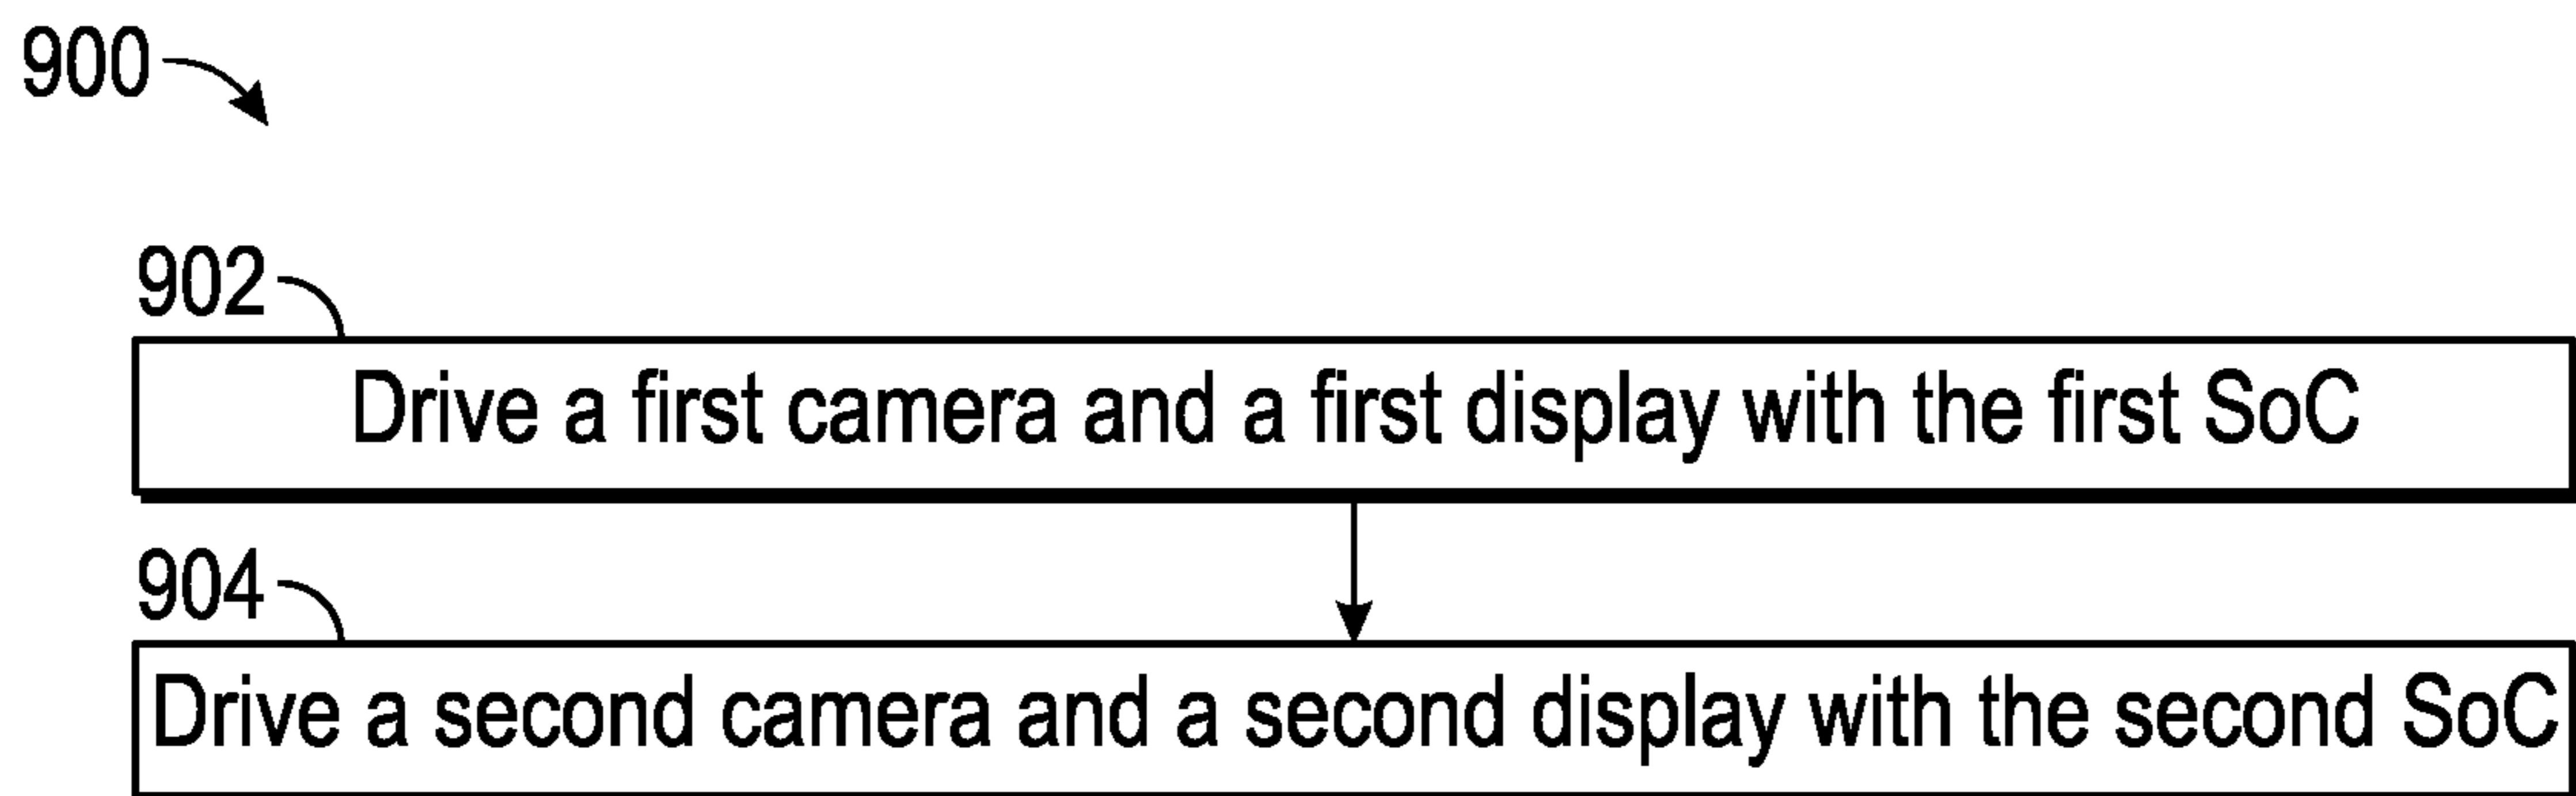 900
902
Drive a first camera and a first display with the first SoC
904
Drive a second camera and a second display with the second SoC